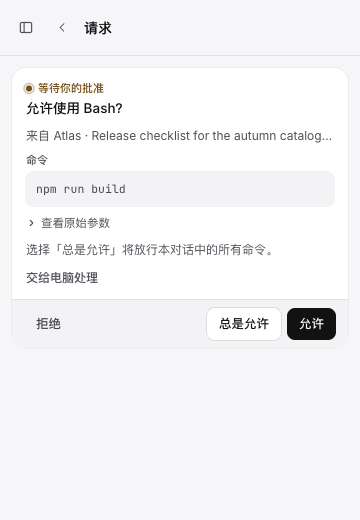 请求
等待你的批准
允许使用 Bash?
来自 Atlas · Release checklist for the autumn catalog...
命令
npm run build
查看原始参数
选择「总是允许」将放行本对话中的所有命令。
交给电脑处理
拒绝
总是允许
允许